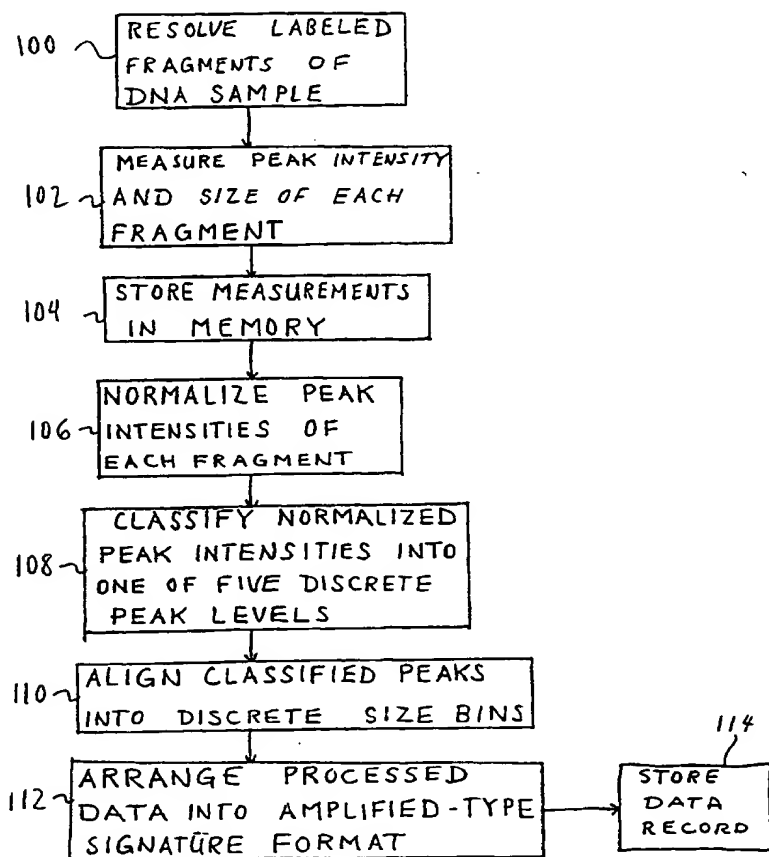 100
RESOLVE LABELED
FRAGMENTS OF
DNA SAMPLE
102
MEASURE PEAK INTENSITY
AND SIZE OF EACH
FRAGMENT
104
STORE MEASUREMENTS
IN MEMORY
106
NORMALIZE PEAK
INTENSITIES OF
EACH FRAGMENT
108
CLASSIFY NORMALIZED
PEAK INTENSITIES INTO
ONE OF FIVE DISCRETE
PEAK LEVELS
110
ALIGN CLASSIFIED PEAKS
INTO DISCRETE SIZE BINS
112
ARRANGE PROCESSED
DATA INTO AMPLIFIED-TYPE
SIGNATURE FORMAT
114
STORE
DATA
RECORD